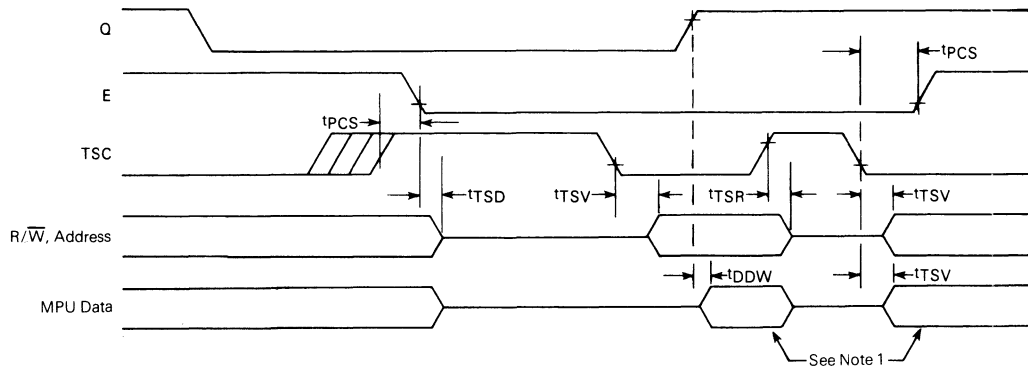 Q
tPCS
E
tPCS
TSC
tTSD
tTSV
tTSR
tTSV
R/W̅, Address
tDDW
tTSV
MPU Data
See Note 1